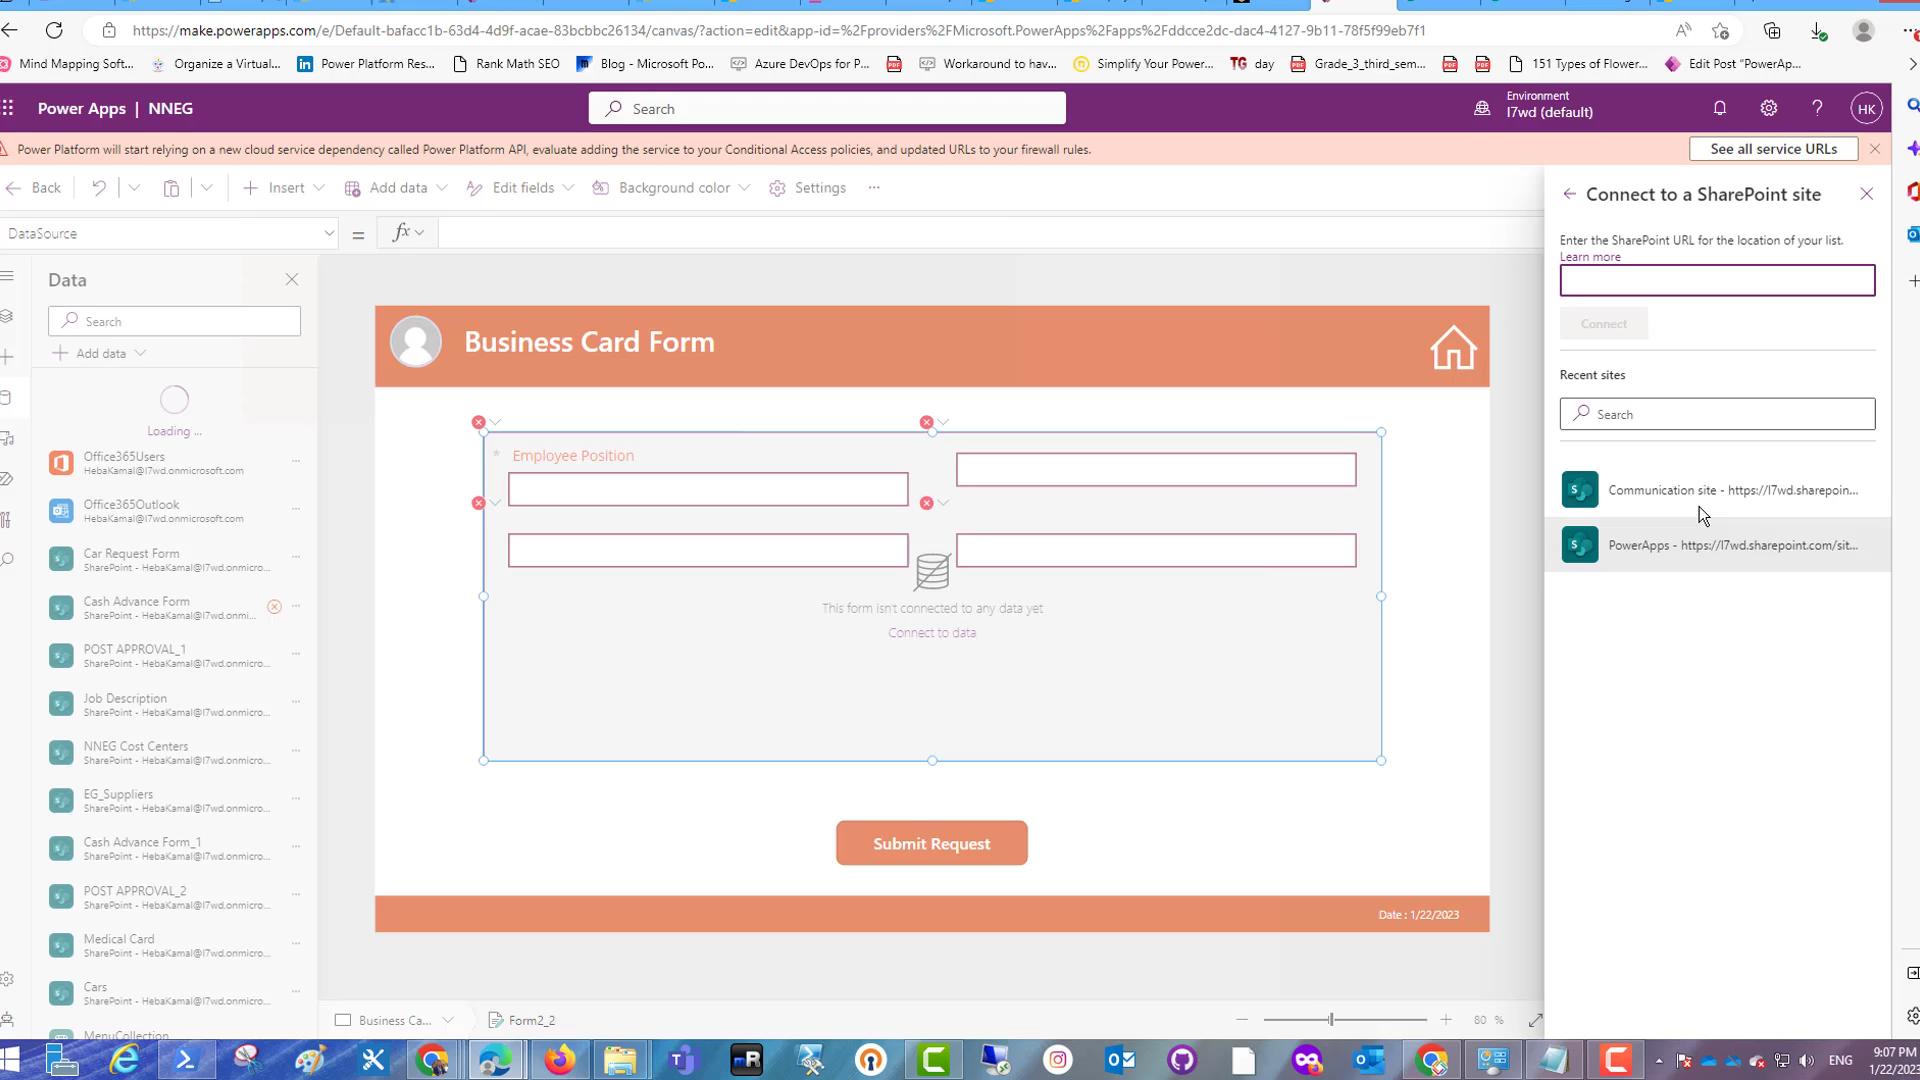 https://make.powerapps.com/e/Default-bafacc1b-63d4-4d9f-acae-83bcbbc26134/canvas/?action=edit&app-id=%2Fproviders%2FMicrosoft.PowerApps%2Fapps%2Fddcce2dc-dac4-4127-9b11-78f5f99eb7f1
Mind Mapping Soft...
Organize a Virtual...
Power Platform Res...
Rank Math SEO
Blog - Microsoft Po...
Azure DevOps for P...
Workaround to hav...
Simplify Your Power...
TG day
Grade_3_third_sem...
151 Types of Flower...
Edit Post "PowerAp...
Power Apps | NNEG
Search
Environment
l7wd (default)
HK
Power Platform will start relying on a new cloud service dependency called Power Platform API, evaluate adding the service to your Conditional Access policies, and updated URLs to your firewall rules.
See all service URLs
Back
Insert
Add data
Edit fields
Background color
Settings
DataSource
= fx
Data
Search
Add data
Loading ...
Office365Users
HebaKamal@l7wd.onmicrosoft.com
Office365Outlook
HebaKamal@l7wd.onmicrosoft.com
Car Request Form
SharePoint - HebaKamal@l7wd.onmicro...
Cash Advance Form
SharePoint - HebaKamal@l7wd.onmi...
POST APPROVAL_1
SharePoint - HebaKamal@l7wd.onmicro...
Job Description
SharePoint - HebaKamal@l7wd.onmicro...
NNEG Cost Centers
SharePoint - HebaKamal@l7wd.onmicro...
EG_Suppliers
SharePoint - HebaKamal@l7wd.onmicro...
Cash Advance Form_1
SharePoint - HebaKamal@l7wd.onmicro...
POST APPROVAL_2
SharePoint - HebaKamal@l7wd.onmicro...
Medical Card
SharePoint - HebaKamal@l7wd.onmicro...
Cars
SharePoint - HebaKamal@l7wd.onmicro...
MenuCollection
Business Card Form
* Employee Position
This form isn't connected to any data yet
Connect to data
Submit Request
Date : 1/22/2023
Business Ca...
Form2_2
80 %
Connect to a SharePoint site
Enter the SharePoint URL for the location of your list.
Learn more
Connect
Recent sites
Search
Communication site - https://l7wd.sharepoin...
PowerApps - https://l7wd.sharepoint.com/sit...
ENG
9:07 PM
1/22/2023